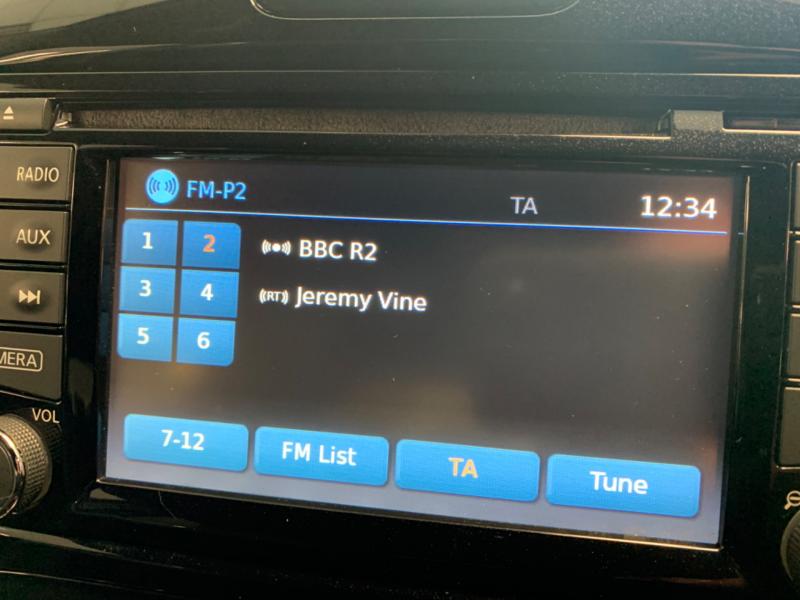 RADIO
AUX
MERA
VOL
FM-P2
TA
12:34
1 2
3 4
5 6
BBC R2
(RT) Jeremy Vine
7-12
FM List
TA
Tune